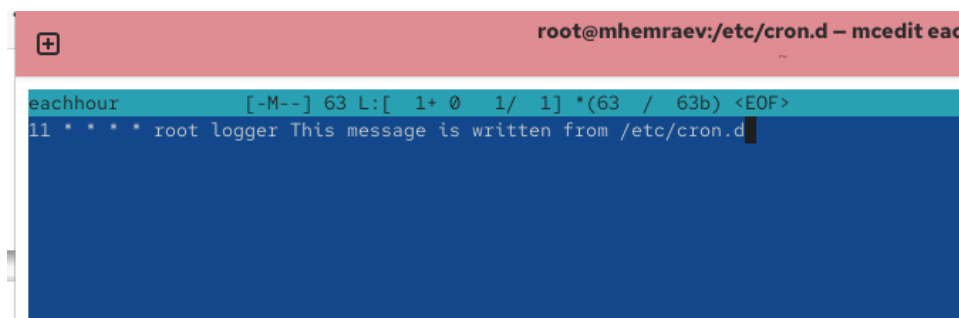 root@mhemraev:/etc/cron.d – mcedit eac
~
eachhour [-M--] 63 L:[ 1+ 0 1/ 1] *(63 / 63b) <EOF>
11 * * * * root logger This message is written from /etc/cron.d